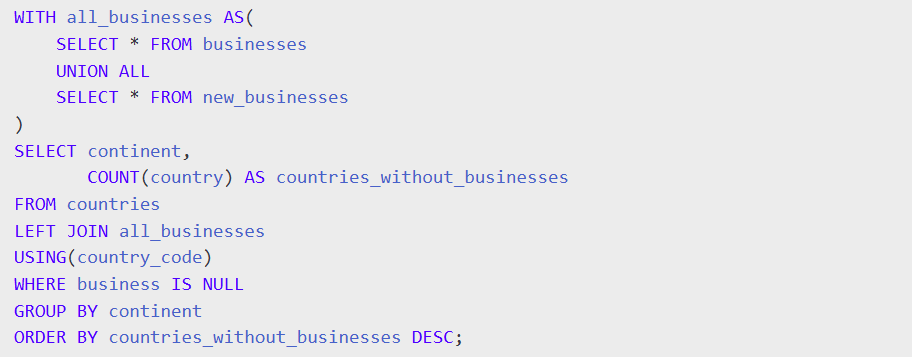 WITH all_businesses AS(
    SELECT * FROM businesses
    UNION ALL
    SELECT * FROM new_businesses
)
SELECT continent,
       COUNT(country) AS countries_without_businesses
FROM countries
LEFT JOIN all_businesses
USING(country_code)
WHERE business IS NULL
GROUP BY continent
ORDER BY countries_without_businesses DESC;